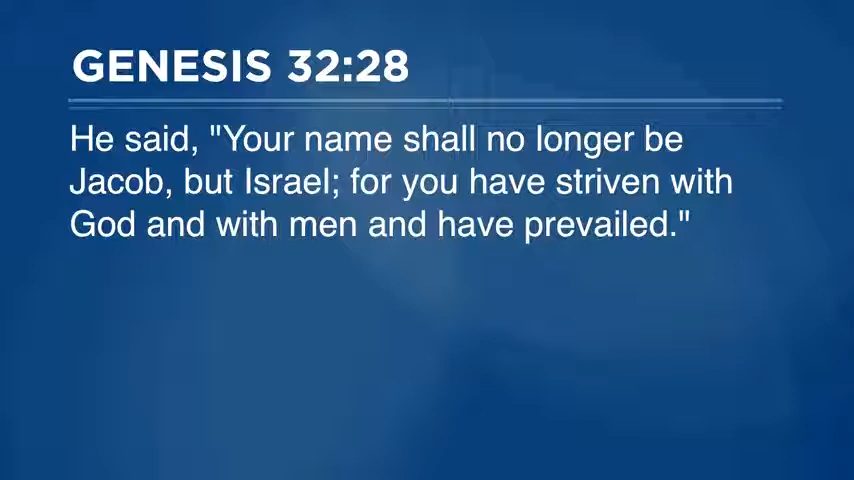 GENESIS 32:28
He said, "Your name shall no longer be
Jacob, but Israel; for you have striven with
God and with men and have prevailed."